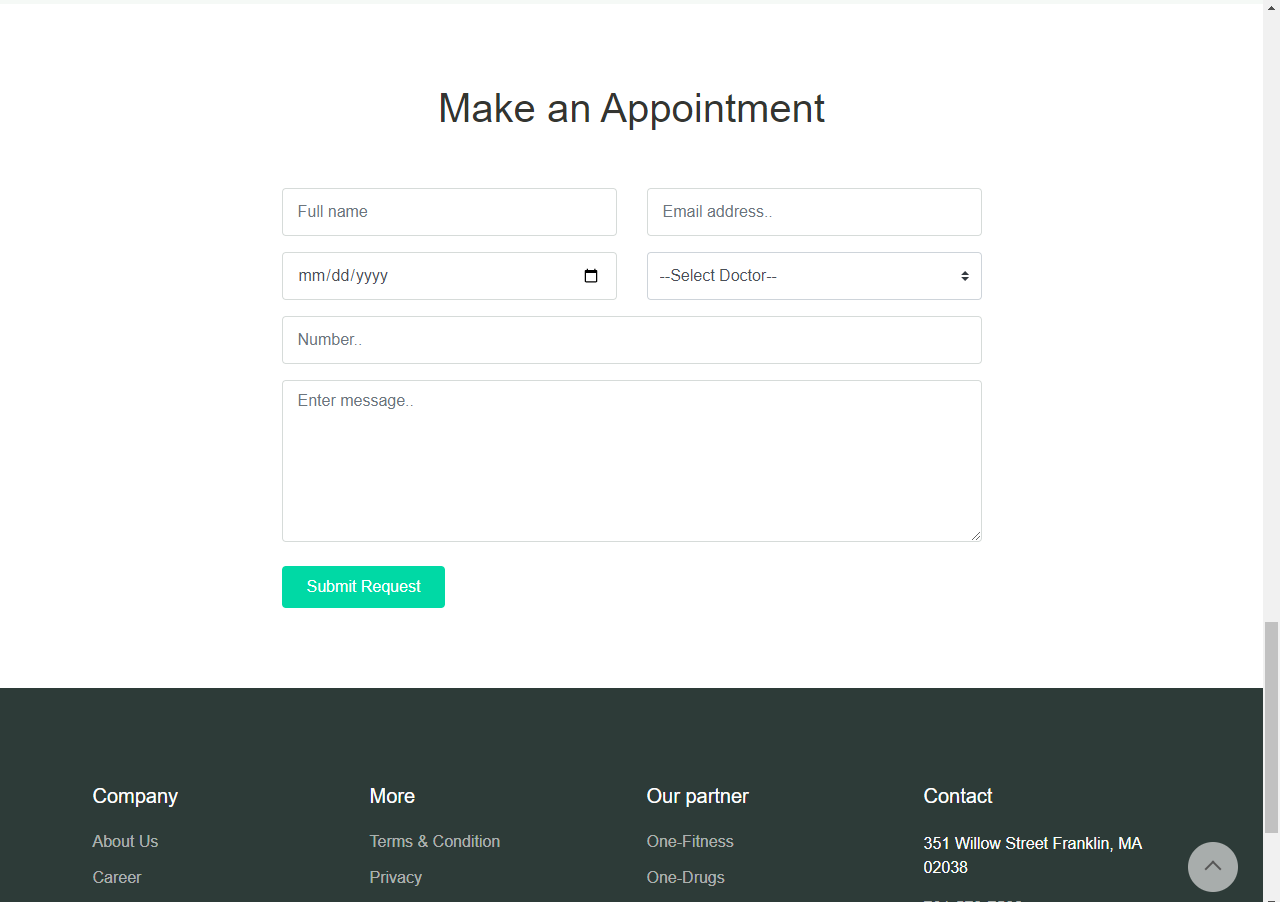 Make an Appointment
Full name
Email address..
mm/dd/yyyy
--Select Doctor--
Number..
Enter message..
Submit Request
Company
More
Our partner
Contact
About Us
Terms & Condition
One-Fitness
351 Willow Street Franklin, MA
02038
Career
Privacy
One-Drugs